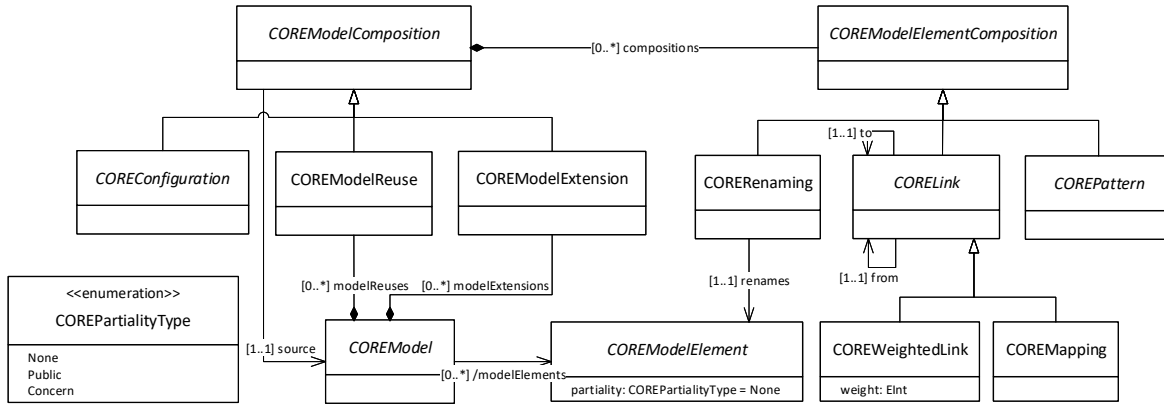 COREModelComposition
[0..*] compositions
COREModelElementComposition
[1..1] to
COREConfiguration
COREModelReuse
COREModelExtension
CORERenaming
CORELink
COREPattern
[1..1] from
[1..1] renames
[0..*] modelReuses
[0..*] modelExtensions
<<enumeration>>
COREPartialityType
None
Public
Concern
[1..1] source
COREModel
[0..*] /modelElements
COREModelElement
partiality: COREPartialityType = None
COREWeightedLink
weight: EInt
COREMapping